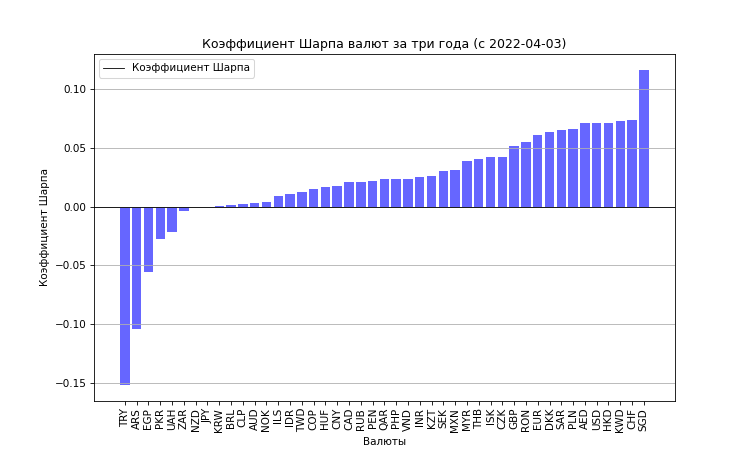 Коэффициент Шарпа валют за три года (с 2022-04-03)
Коэффициент Шарпа
0.10
0.05
0.00
−0.05
−0.10
−0.15
Коэффициент Шарпа
TRY
ARS
EGP
PKR
UAH
ZAR
NZD
JPY
KRW
BRL
CLP
AUD
NOK
ILS
IDR
TWD
COP
HUF
CNY
CAD
RUB
PEN
QAR
PHP
VND
INR
KZT
SEK
MXN
MYR
THB
ISK
CZK
GBP
RON
EUR
DKK
SAR
PLN
AED
USD
HKD
KWD
CHF
SGD
Валюты